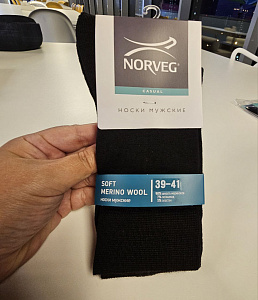 NORVEG®
CASUAL
НОСКИ МУЖСКИЕ
SOFT
MERINO WOOL
НОСКИ МУЖСКИЕ
39–41